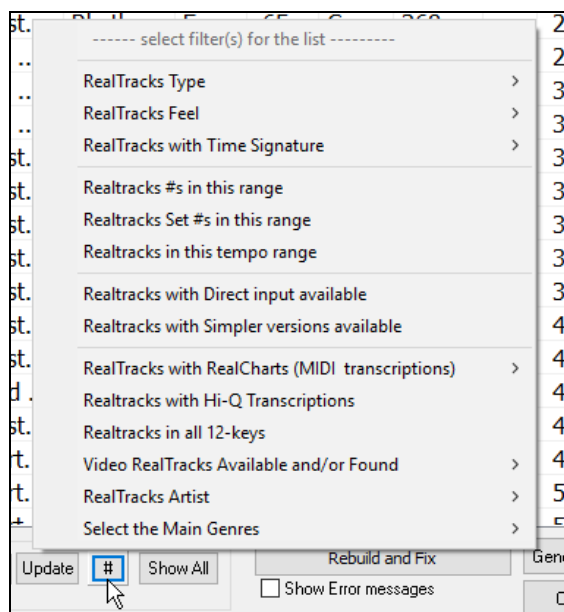 ------ select filter(s) for the list ---------
RealTracks Type
RealTracks Feel
RealTracks with Time Signature
Realtracks #s in this range
Realtracks Set #s in this range
Realtracks in this tempo range
Realtracks with Direct input available
Realtracks with Simpler versions available
RealTracks with RealCharts (MIDI transcriptions)
Realtracks with Hi-Q Transcriptions
Realtracks in all 12-keys
Video RealTracks Available and/or Found
RealTracks Artist
Select the Main Genres
Update # Show All Rebuild and Fix
Show Error messages